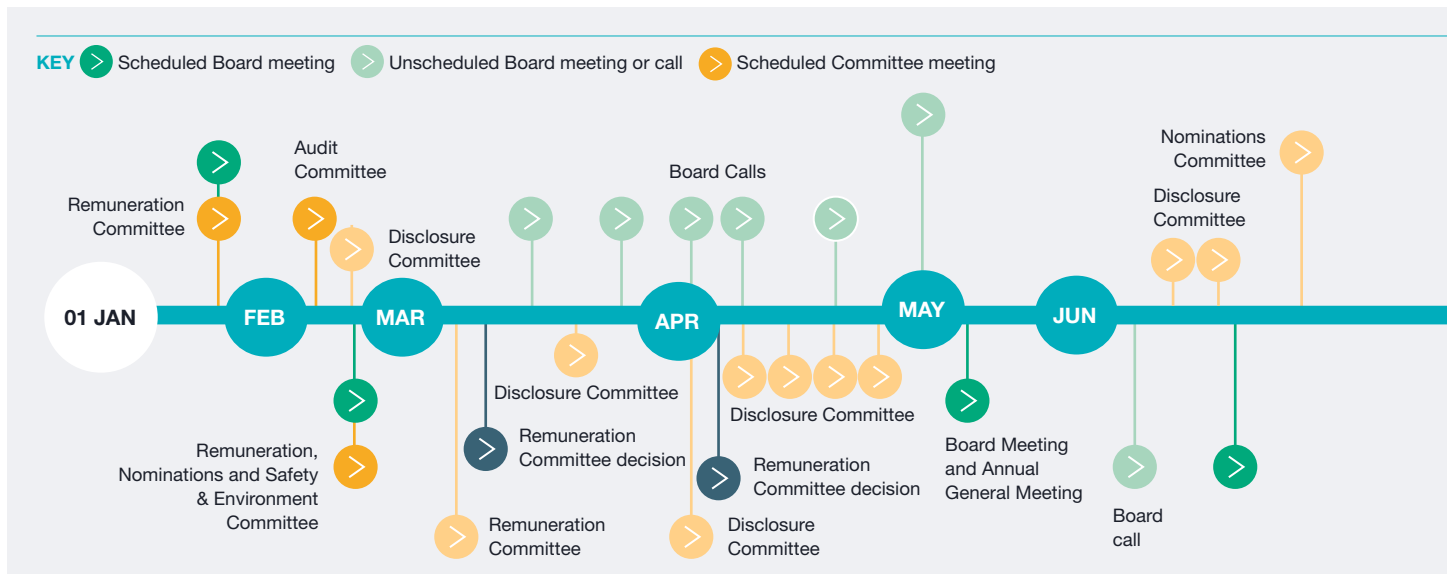 KEY Scheduled Board meeting Unscheduled Board meeting or call Scheduled Committee meeting
Remuneration
Committee
Audit
Committee
Disclosure
Committee
Board Calls
Nominations
Committee
Disclosure
Committee
01 JAN
FEB
MAR
APR
MAY
JUN
Remuneration,
Nominations and Safety
& Environment
Committee
Disclosure Committee
Remuneration
Committee decision
Remuneration
Committee
Disclosure Committee
Remuneration
Committee decision
Disclosure
Committee
Board Meeting
and Annual
General Meeting
Board
call